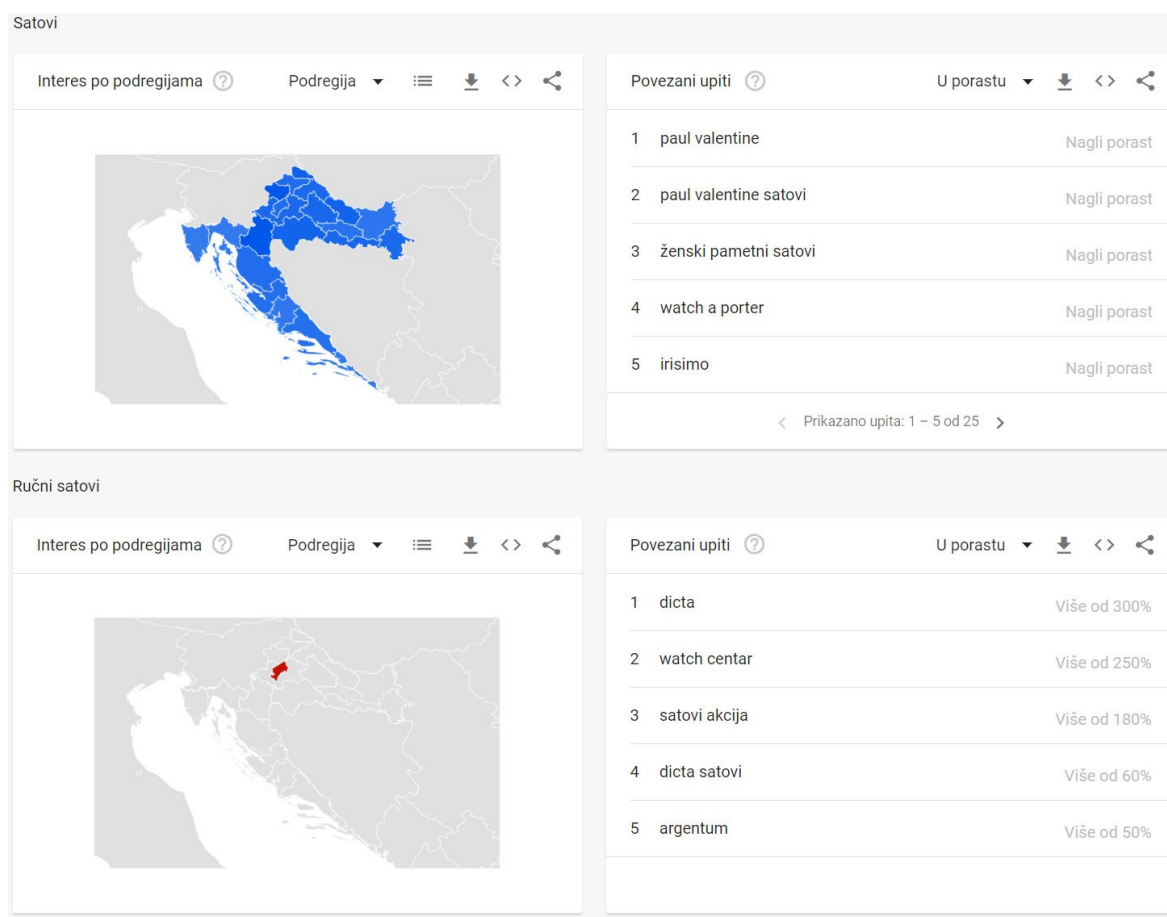 Satovi
Interes po podregijama ? Podregija
Povezani upiti ? U porastu
1 paul valentine Nagli porast
2 paul valentine satovi Nagli porast
3 ženski pametni satovi Nagli porast
4 watch a porter Nagli porast
5 irisimo Nagli porast
Prikazano upita: 1 – 5 od 25
Ručni satovi
Interes po podregijama ? Podregija
Povezani upiti ? U porastu
1 dicta Više od 300%
2 watch centar Više od 250%
3 satovi akcija Više od 180%
4 dicta satovi Više od 60%
5 argentum Više od 50%